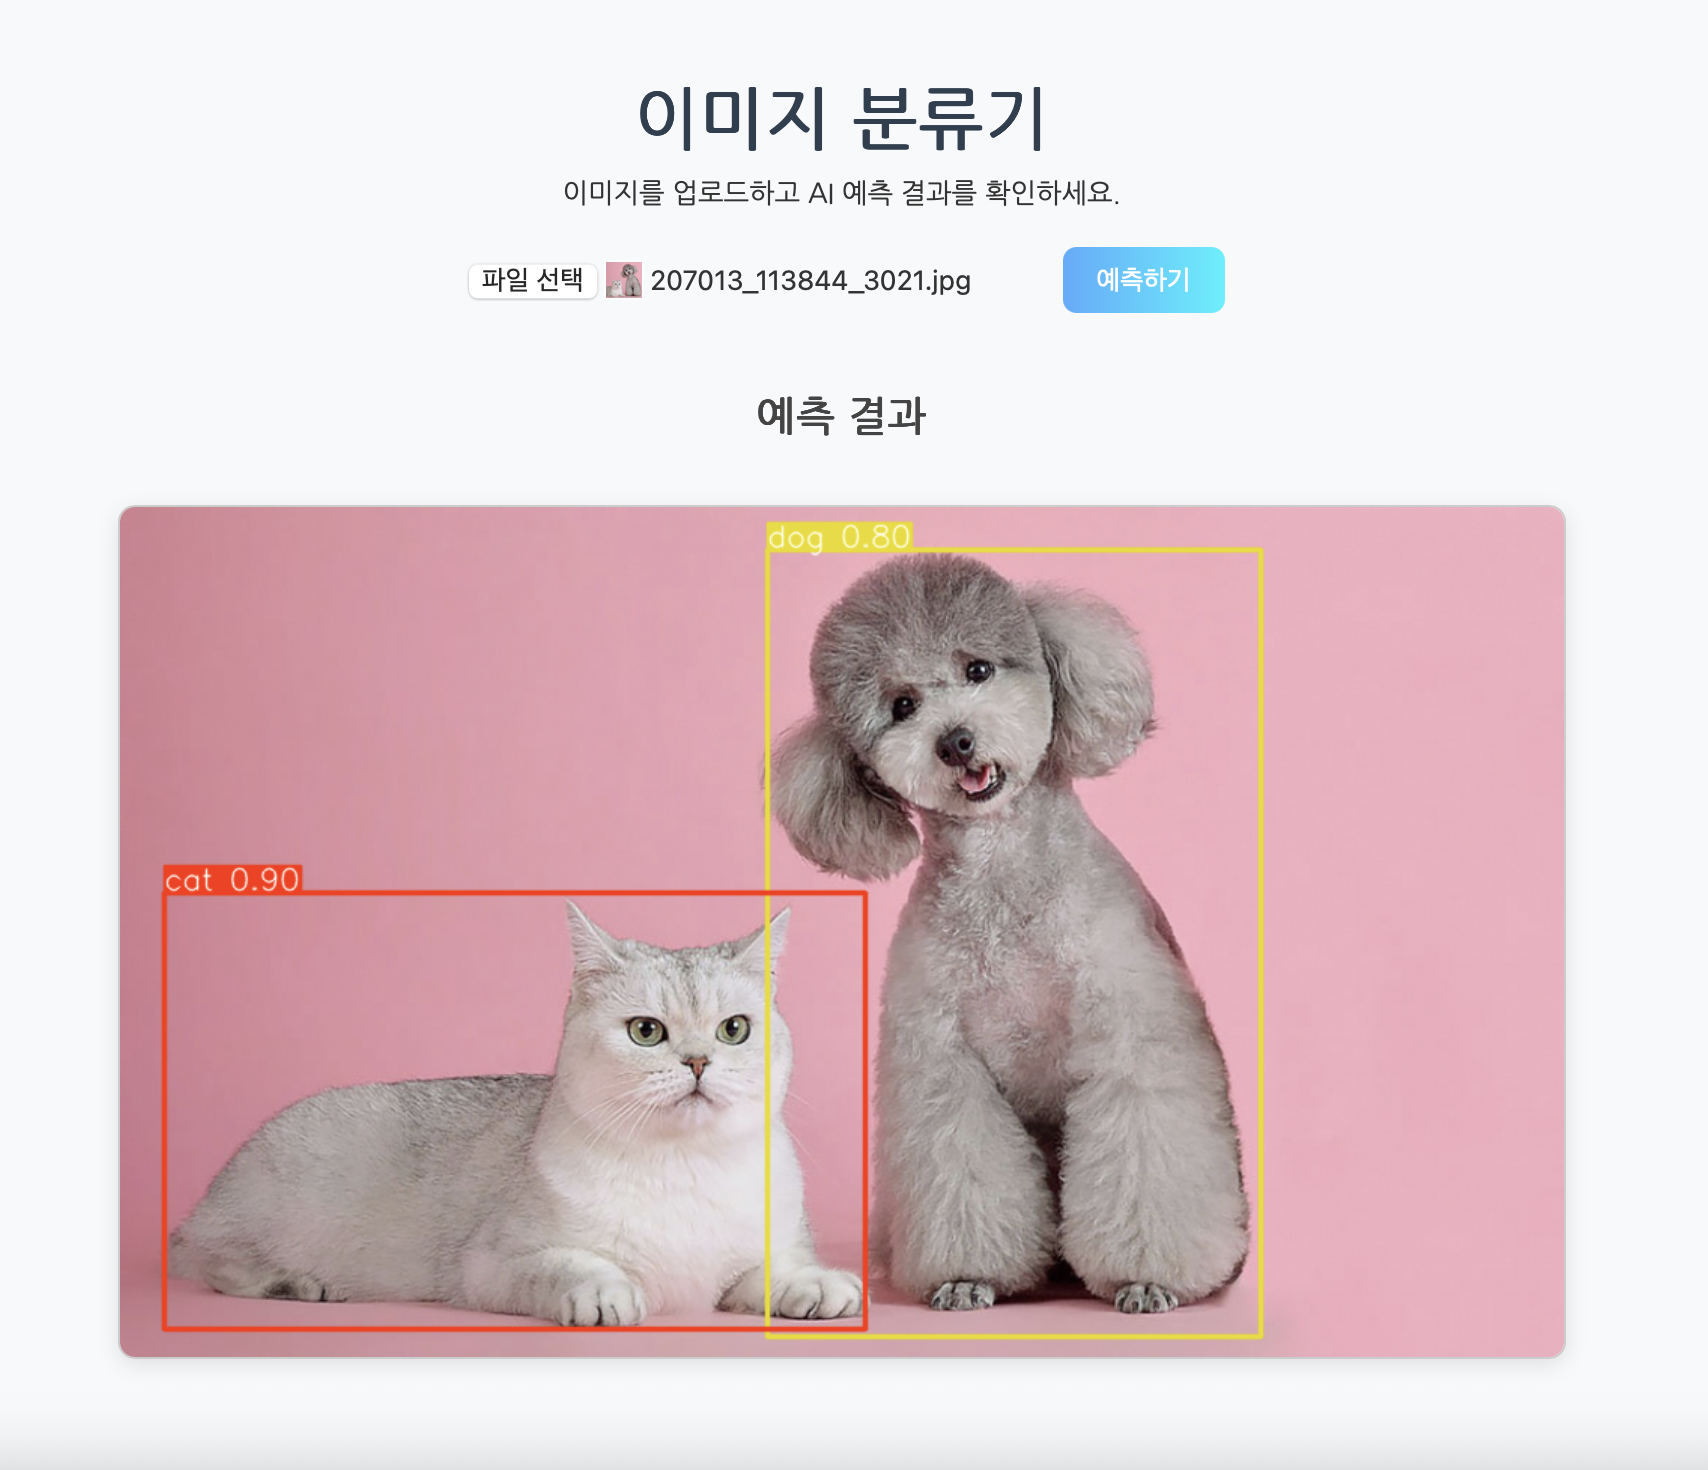 이미지 분류기
이미지를 업로드하고 AI 예측 결과를 확인하세요.
파일 선택 207013_113844_3021.jpg 예측하기
예측 결과
dog 0.80
cat 0.90